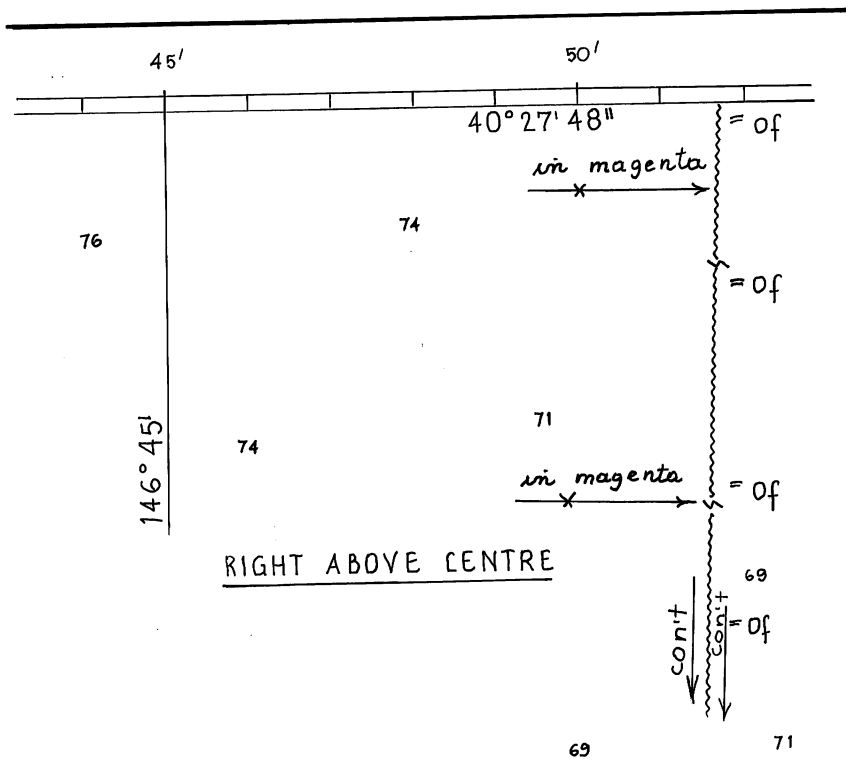 45' 50'
40° 27' 48"
= Of
in magenta
76 74
= Of
146° 45'
74 71
in magenta
= Of
RIGHT ABOVE CENTRE
69
con't con't = Of
69 71